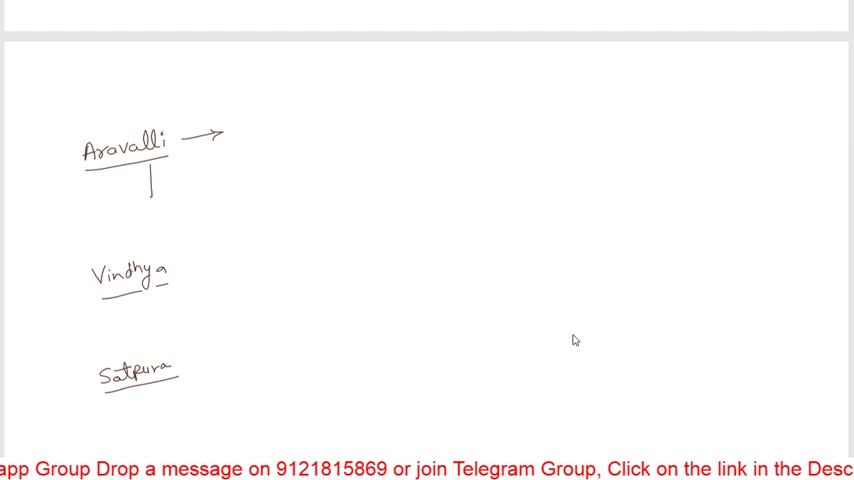 Aravalli →
Vindhya
Satpura
app Group Drop a message on 9121815869 or join Telegram Group, Click on the link in the Desc